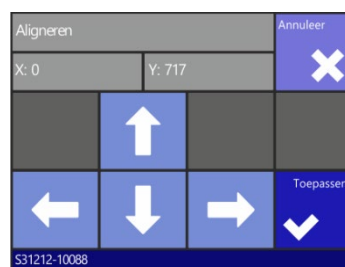 Aligneren
Annuleer
X: 0
Y: 717
Toepassen
S31212-10088